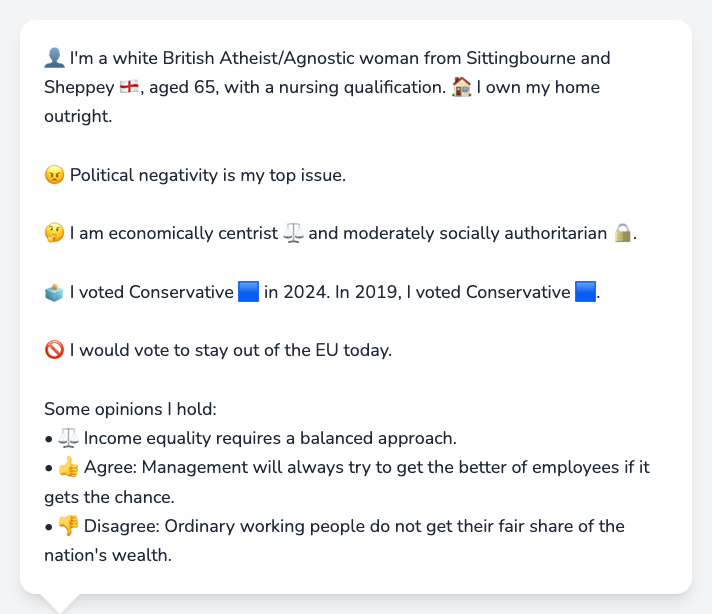 👤 I'm a white British Atheist/Agnostic woman from Sittingbourne and
Sheppey 🏴󠁧󠁢󠁥󠁮󠁧󠁿, aged 65, with a nursing qualification. 🏠 I own my home
outright.
😠 Political negativity is my top issue.
🤔 I am economically centrist ⚖️ and moderately socially authoritarian 🔒.
🗳️ I voted Conservative 🟦 in 2024. In 2019, I voted Conservative 🟦.
🚫 I would vote to stay out of the EU today.
Some opinions I hold:
• ⚖️ Income equality requires a balanced approach.
• 👍 Agree: Management will always try to get the better of employees if it
gets the chance.
• 👎 Disagree: Ordinary working people do not get their fair share of the
nation's wealth.